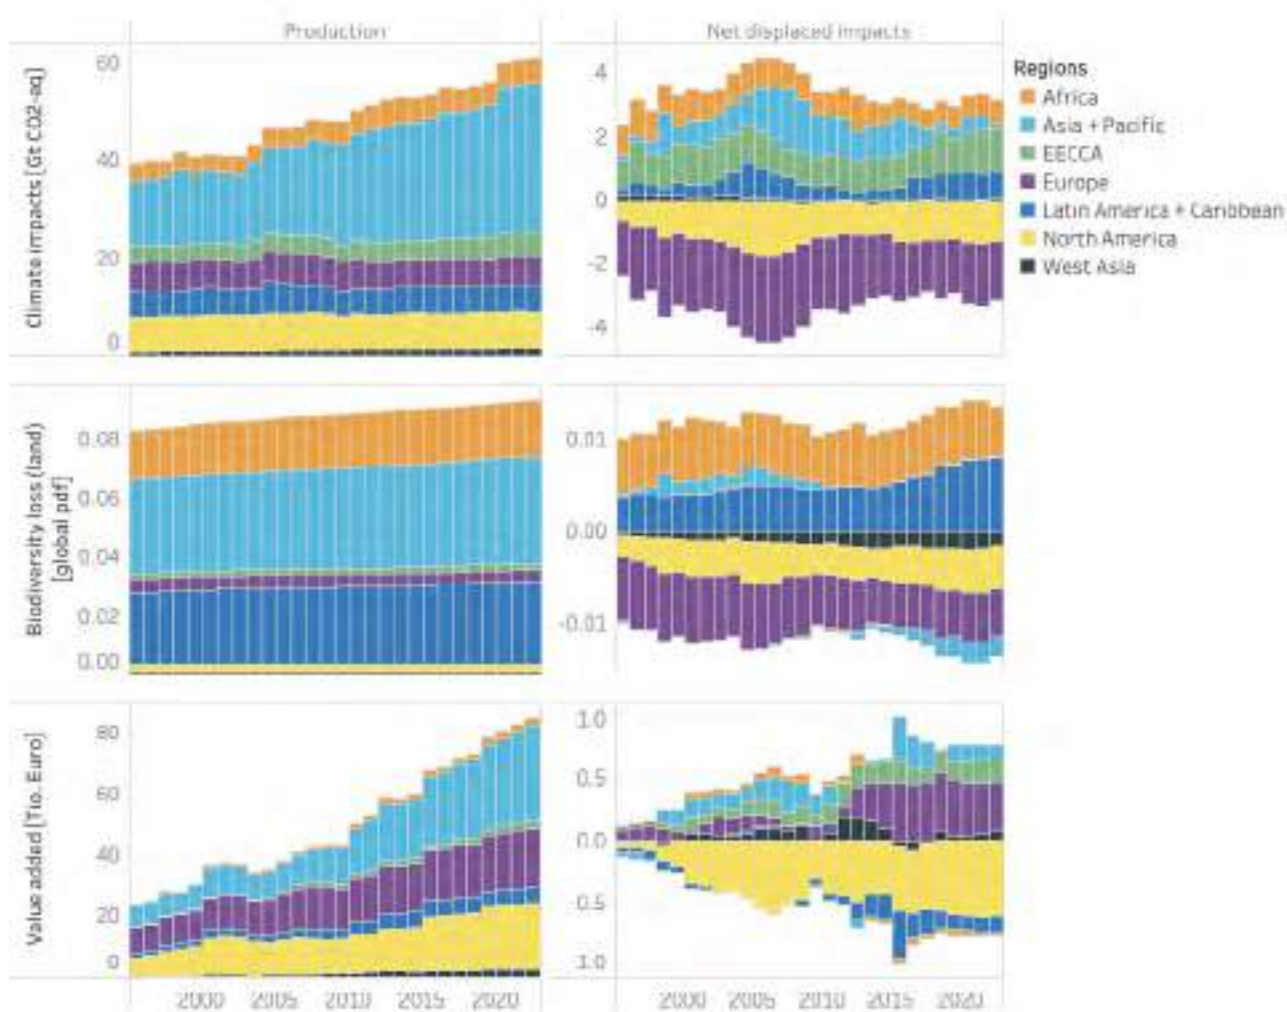 Production
Net displaced impacts
Climate impacts [Gt CO2-aq]
60
40
20
0
4
2
0
-2
-4
Regions
Africa
Asia + Pacific
EECCA
Europe
Latin America + Caribbean
North America
West Asia
Biodiversity loss (land)
[global pdf]
0.08
0.06
0.04
0.02
0.00
0.01
0.00
-0.01
Value added [Tio. Euro]
80
60
40
20
0
1.0
0.5
0.0
0.5
1.0
2000 2005 2010 2015 2020
2000 2005 2010 2015 2020